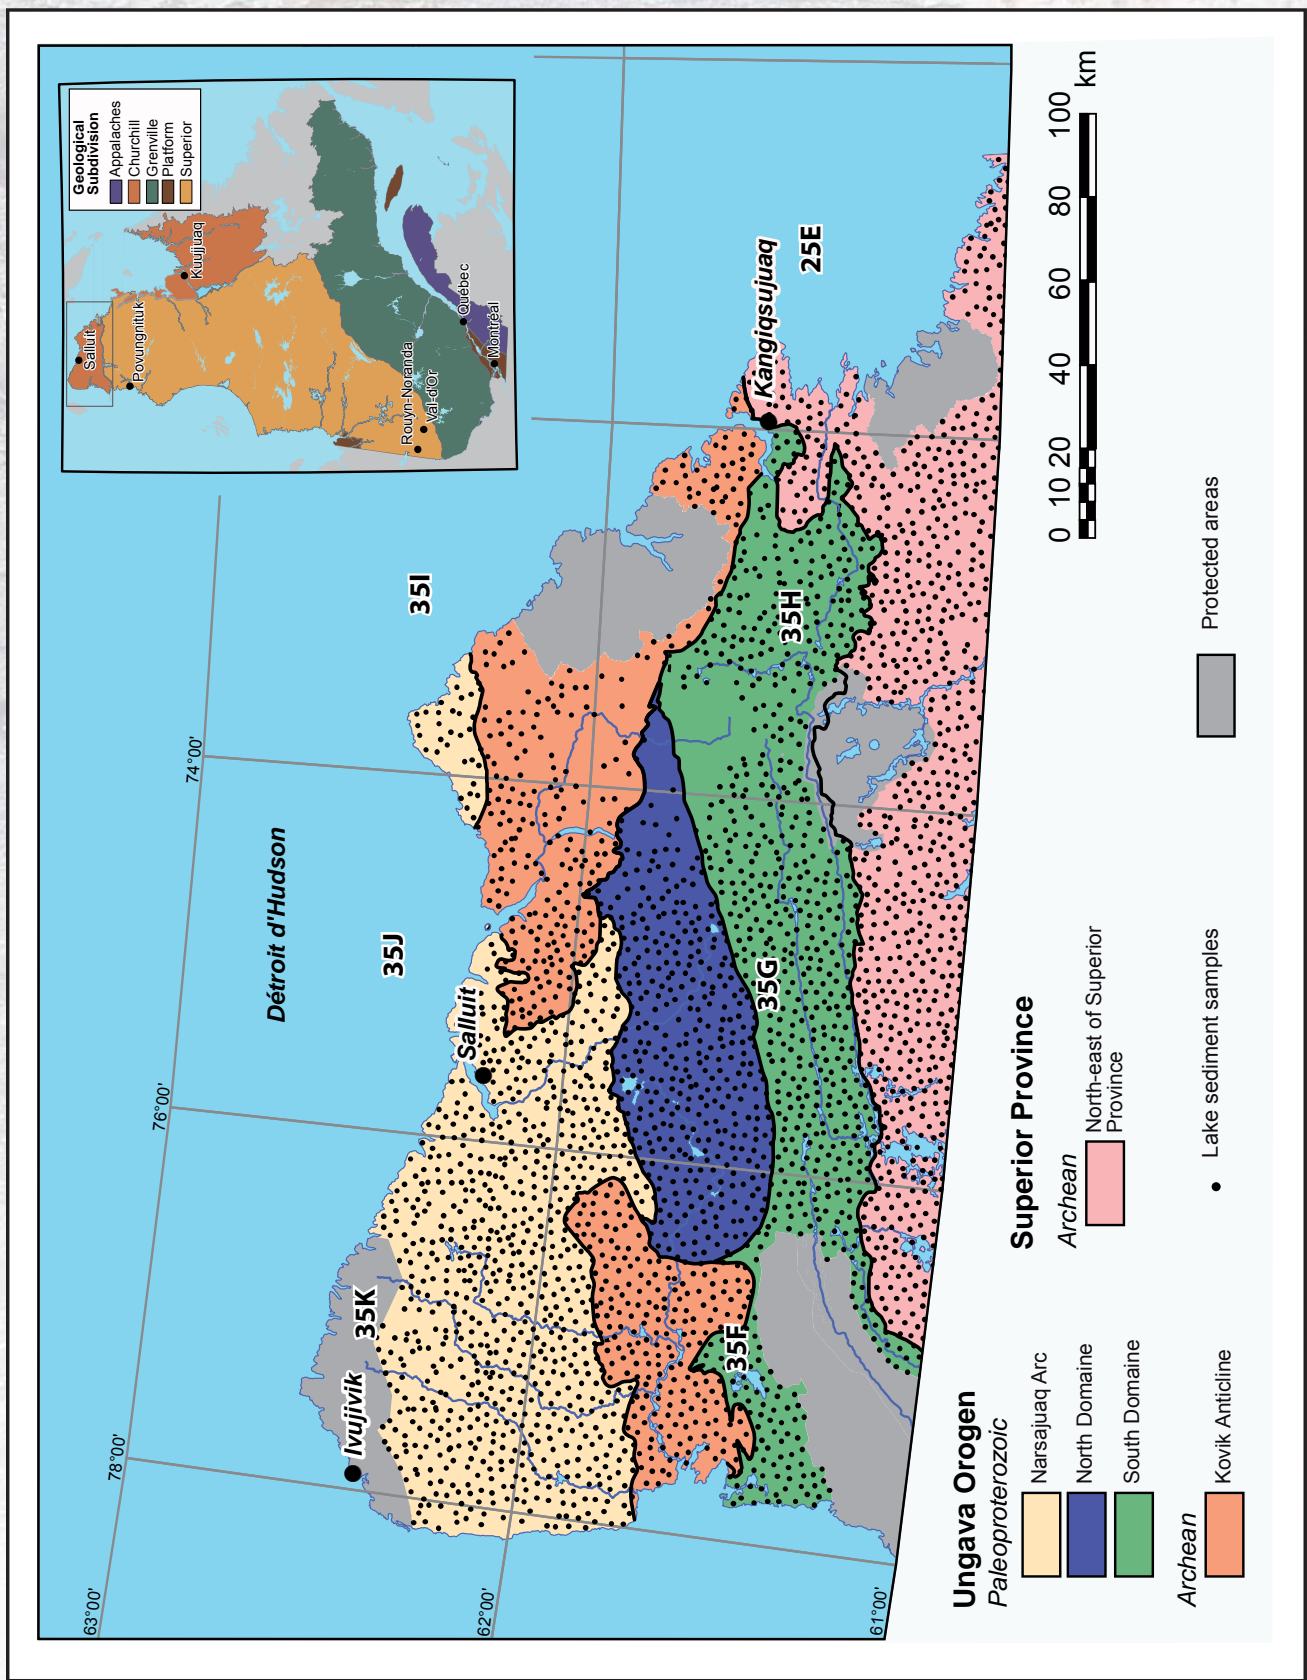 Geological
Subdivision
Appalaches
Churchill
Grenville
Platform
Superior
Salluit
Kuujjuaq
Povungnituk
Rouyn-Noranda
Val-d'Or
Québec
Montréal
63°00'
62°00'
61°00'
78°00'
76°00'
74°00'
Détroit d'Hudson
35I
35J
35K
35F
35G
35H
25E
Ivujivik
Salluit
Kangiqsujuaq
0 10 20 40 60 80 100
km
Ungava Orogen
Paleoproterozoic
Narsajuaq Arc
North Domaine
South Domaine
Archean
Kovik Anticline
Superior Province
Archean
North-east of Superior
Province
Lake sediment samples
Protected areas